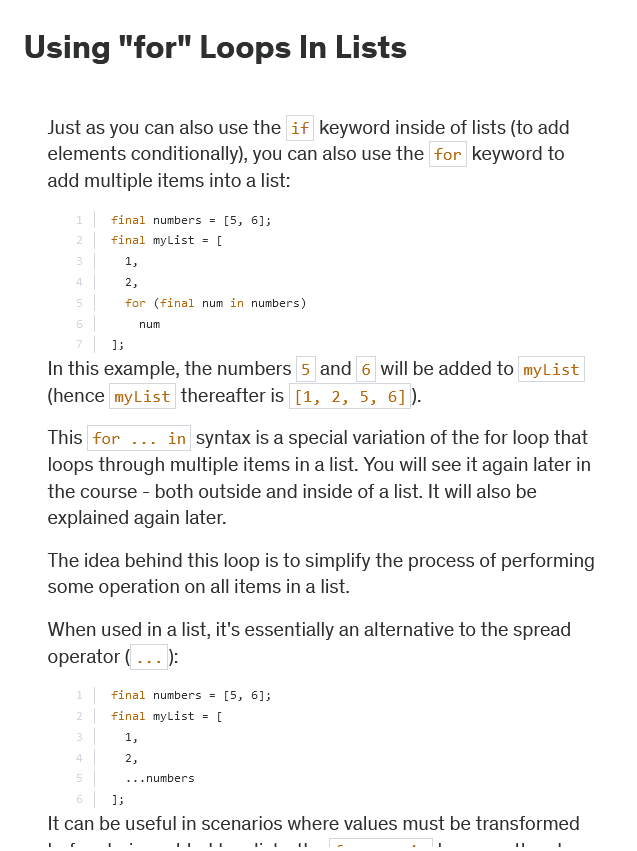 Using "for" Loops In Lists
Just as you can also use the if keyword inside of lists (to add
elements conditionally), you can also use the for keyword to
add multiple items into a list:
1 final numbers = [5, 6];
2 final myList = [
3 1,
4 2,
5 for (final num in numbers)
6 num
7 ];
In this example, the numbers 5 and 6 will be added to myList
(hence myList thereafter is [1, 2, 5, 6]).
This for ... in syntax is a special variation of the for loop that
loops through multiple items in a list. You will see it again later in
the course - both outside and inside of a list. It will also be
explained again later.
The idea behind this loop is to simplify the process of performing
some operation on all items in a list.
When used in a list, it's essentially an alternative to the spread
operator (...):
1 final numbers = [5, 6];
2 final myList = [
3 1,
4 2,
5 ...numbers
6 ];
It can be useful in scenarios where values must be transformed